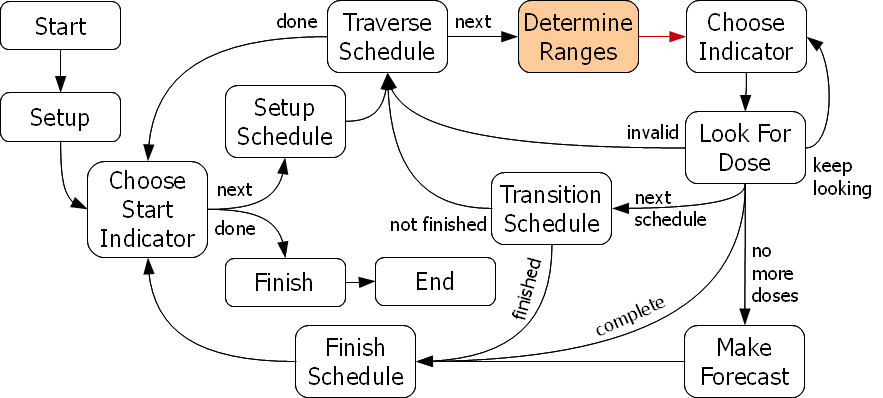 Start
done
Traverse
Schedule
next
Determine
Ranges
Choose
Indicator
Setup
Setup
Schedule
invalid
Look For
Dose
keep
looking
Choose
Start
Indicator
next
done
Transition
Schedule
not finished
next
schedule
Finish
End
finished
no
more
doses
complete
Finish
Schedule
Make
Forecast